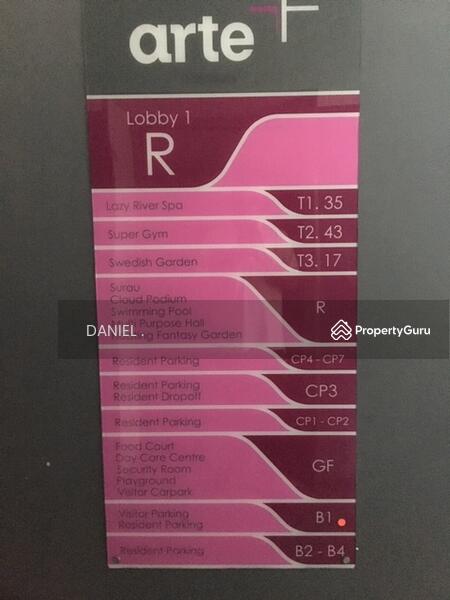 arte
Lobby 1
R
Lazy River Spa T1. 35
Super Gym T2. 43
Swedish Garden T3. 17
Surau
Cloud Podium
Swimming Pool
Multi Purpose Hall
Fantasy Garden
R
DANIEL .
PropertyGuru
Resident Parking CP4 - CP7
Resident Parking
Resident Dropoff
CP3
Resident Parking CP1 - CP2
Food Court
Day Care Centre
Security Room
Playground
Visitor Carpark
GF
Visitor Parking
Resident Parking
B1
Resident Parking B2 - B4